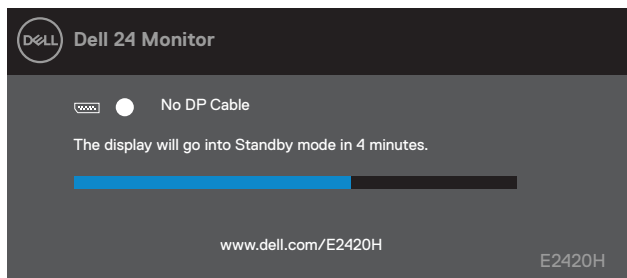 DELL
Dell 24 Monitor
No DP Cable
The display will go into Standby mode in 4 minutes.
www.dell.com/E2420H
E2420H